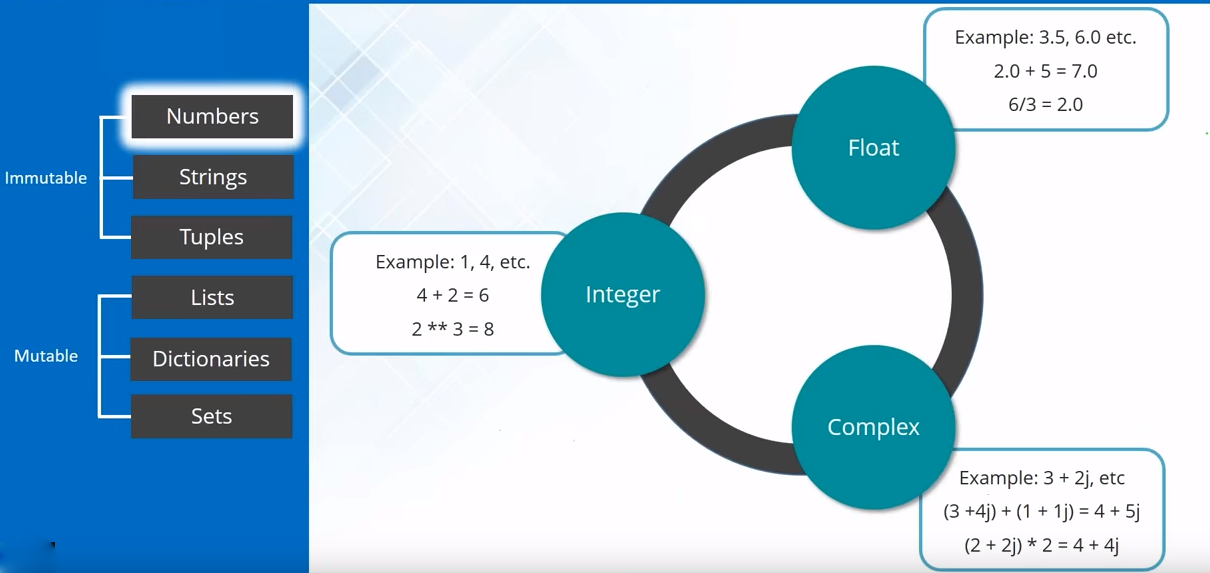 Immutable
Numbers
Strings
Tuples
Mutable
Lists
Dictionaries
Sets
Example: 3.5, 6.0 etc.
2.0 + 5 = 7.0
6/3 = 2.0
Float
Example: 1, 4, etc.
4 + 2 = 6
2 ** 3 = 8
Integer
Complex
Example: 3 + 2j, etc
(3 +4j) + (1 + 1j) = 4 + 5j
(2 + 2j) * 2 = 4 + 4j